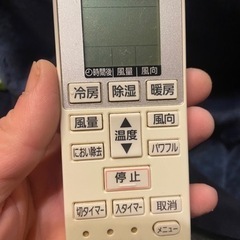 時間後 風量 風向
冷房 除湿 暖房
風量 温度 風向
におい除去 パワフル
停止
切タイマー 入タイマー 取消
メニュー